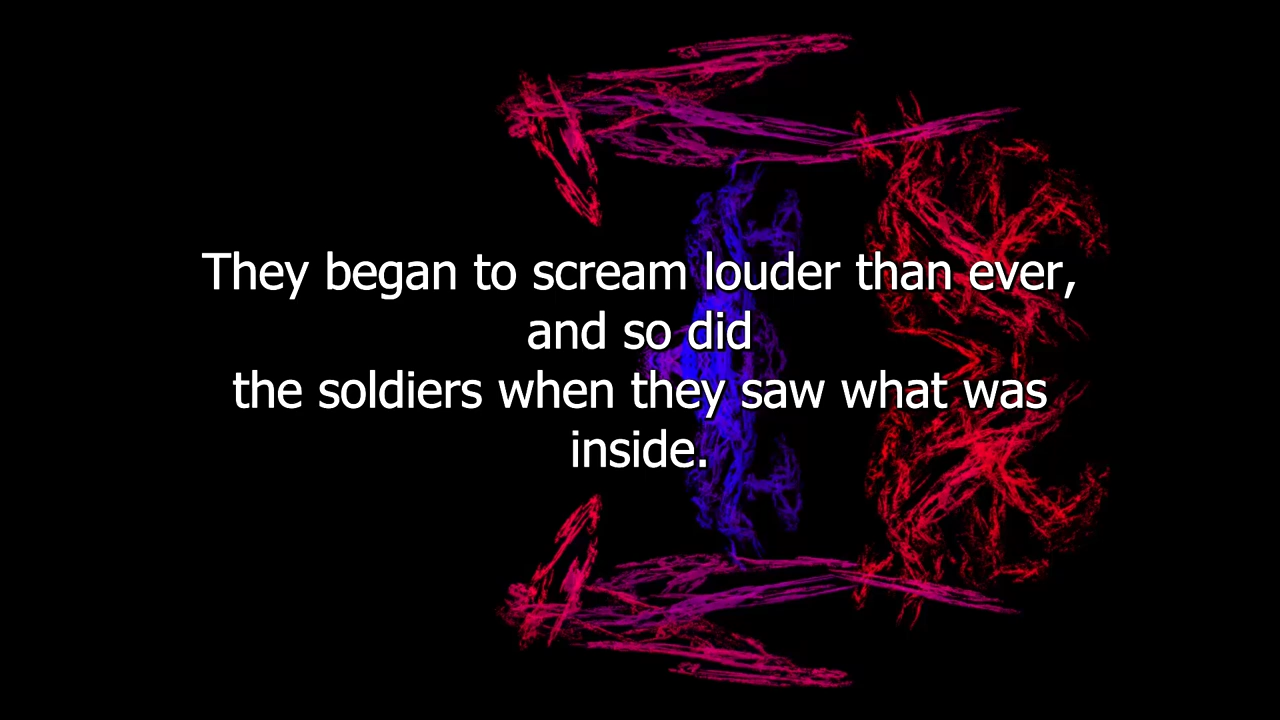 They began to scream louder than ever,
and so did
the soldiers when they saw what was
inside.